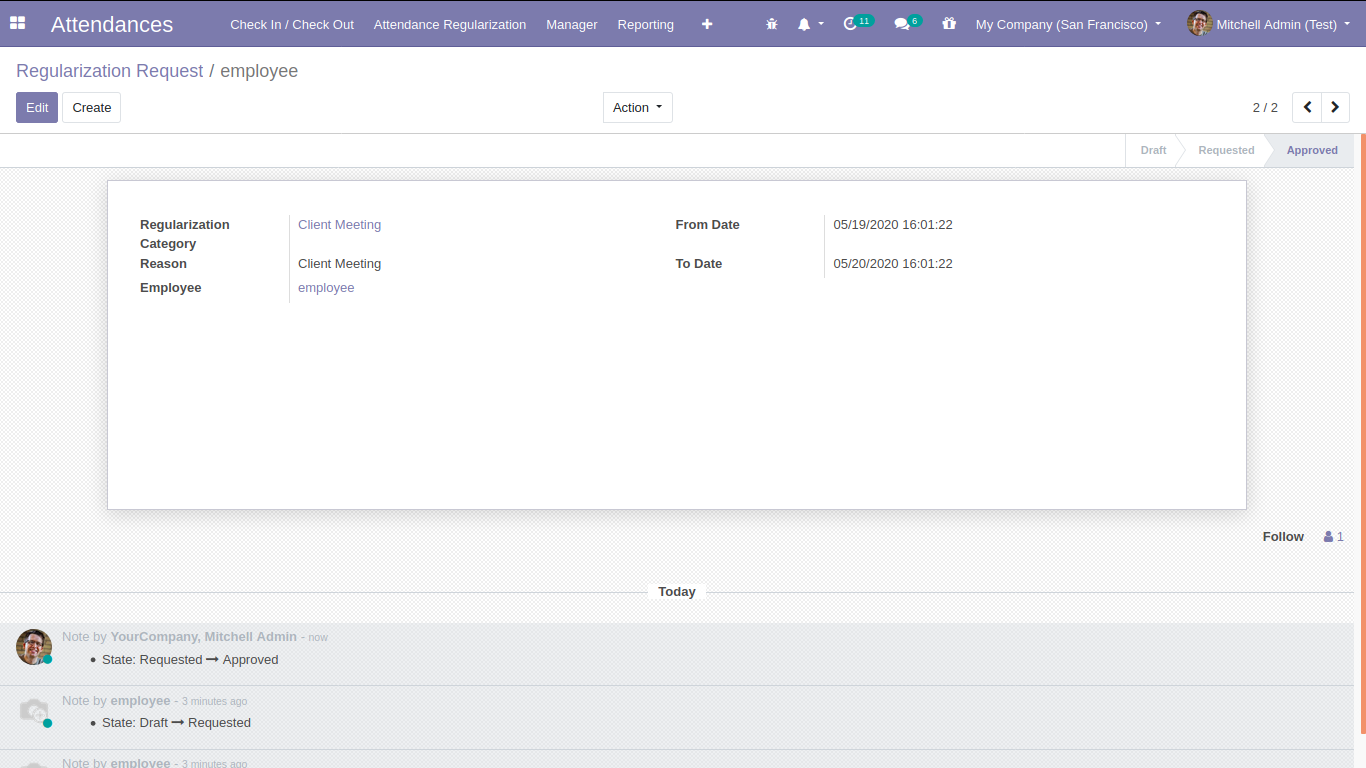 Attendances Check In / Check Out Attendance Regularization Manager Reporting 11 6 My Company (San Francisco) Mitchell Admin (Test)
Regularization Request / employee
Edit Create Action 2 / 2
Draft Requested Approved
Regularization Category Client Meeting From Date 05/19/2020 16:01:22
Reason Client Meeting To Date 05/20/2020 16:01:22
Employee employee
Follow 1
Today
Note by YourCompany, Mitchell Admin - now
• State: Requested → Approved
Note by employee - 3 minutes ago
• State: Draft → Requested
Note by employee - 3 minutes ago